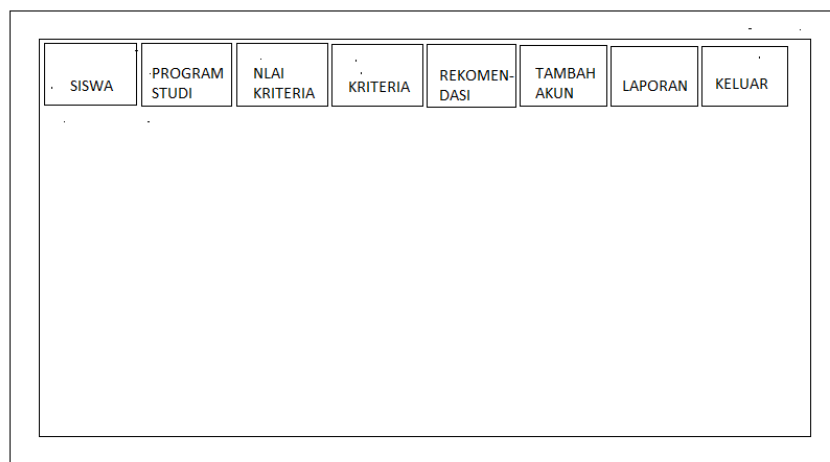 SISWA
PROGRAM
STUDI
NLAI
KRITERIA
KRITERIA
REKOMEN-
DASI
TAMBAH
AKUN
LAPORAN
KELUAR